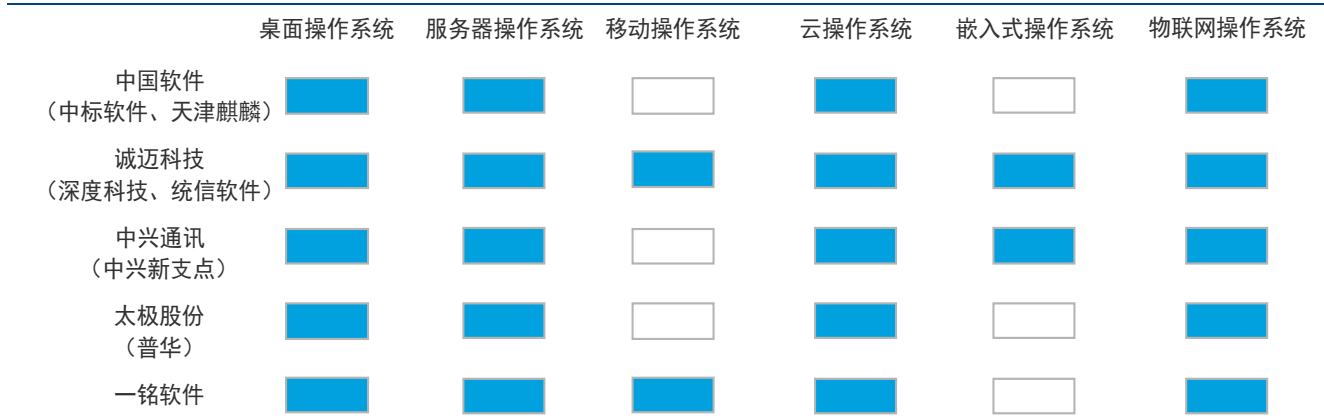 桌面操作系统 服务器操作系统 移动操作系统 云操作系统 嵌入式操作系统 物联网操作系统
中国软件
（中标软件、天津麒麟）
诚迈科技
（深度科技、统信软件）
中兴通讯
（中兴新支点）
太极股份
（普华）
一铭软件